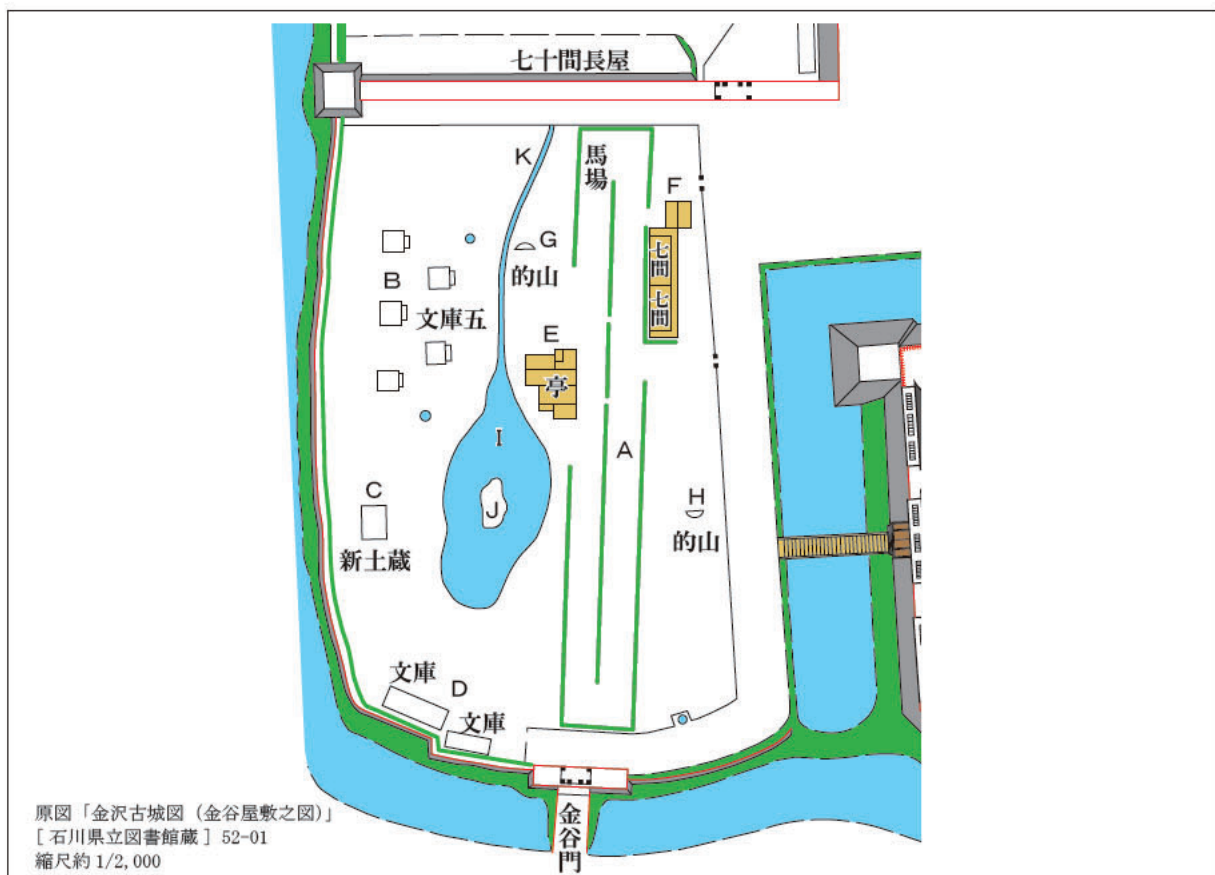 七十間長屋
K
馬場
F
G
的山
B
七間
七間
文庫五
E
亭
I
A
C
J
H
新土蔵
的山
文庫
D
文庫
金谷門
原図「金沢古城図（金谷屋敷之図）」
[ 石川県立図書館蔵 ] 52-01
縮尺約 1/2,000